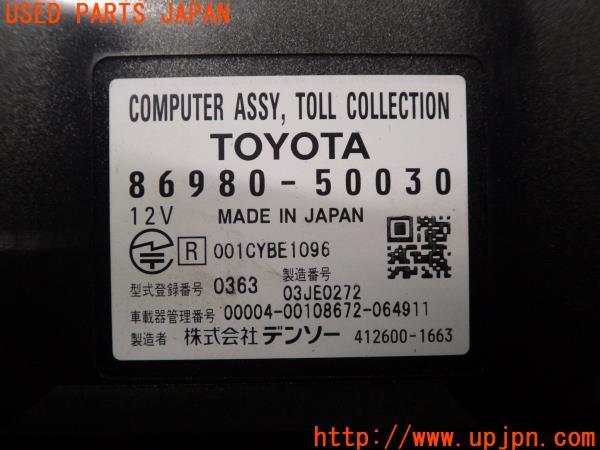 USED PARTS JAPAN
COMPUTER ASSY, TOLL COLLECTION
TOYOTA
86980-50030
12V MADE IN JAPAN
R 001CYBE1096
型式登録番号 0363 製造番号 03JE0272
車載器管理番号 00004-00108672-064911
製造者 株式会社デンソー 412600-1663
http://www.upjpn.com/